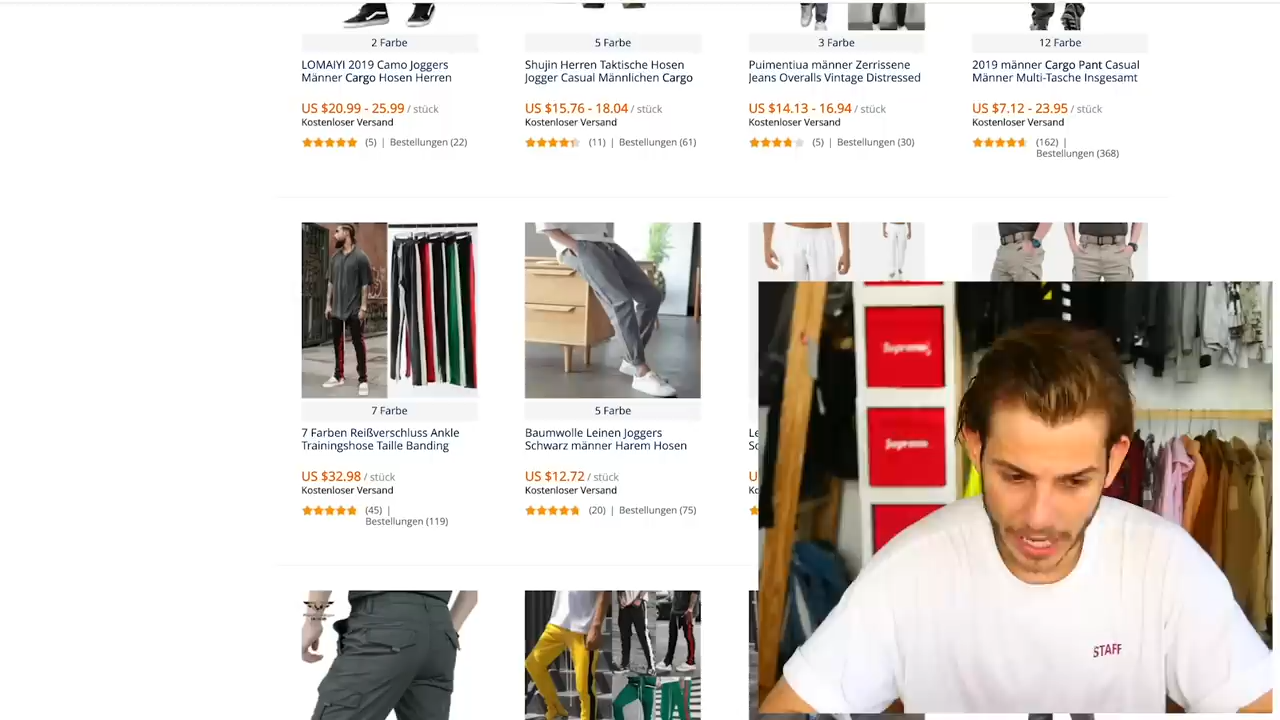 2 Farbe
LOMAIYI 2019 Camo Joggers
Männer Cargo Hosen Herren
US $20.99 - 25.99 / stück
Kostenloser Versand
(5) | Bestellungen (22)
5 Farbe
Shujin Herren Taktische Hosen
Jogger Casual Männlichen Cargo
US $15.76 - 18.04 / stück
Kostenloser Versand
(11) | Bestellungen (61)
3 Farbe
Puimentiua männer Zerrissene
Jeans Overalls Vintage Distressed
US $14.13 - 16.94 / stück
Kostenloser Versand
(5) | Bestellungen (30)
12 Farbe
2019 männer Cargo Pant Casual
Männer Multi-Tasche Insgesamt
US $7.12 - 23.95 / stück
Kostenloser Versand
(162) |
Bestellungen (368)
7 Farbe
7 Farben Reißverschluss Ankle
Trainingshose Taille Banding
US $32.98 / stück
Kostenloser Versand
(45) |
Bestellungen (119)
5 Farbe
Baumwolle Leinen Joggers
Schwarz männer Harem Hosen
US $12.72 / stück
Kostenloser Versand
(20) | Bestellungen (75)
Supreme
Supreme
STAFF